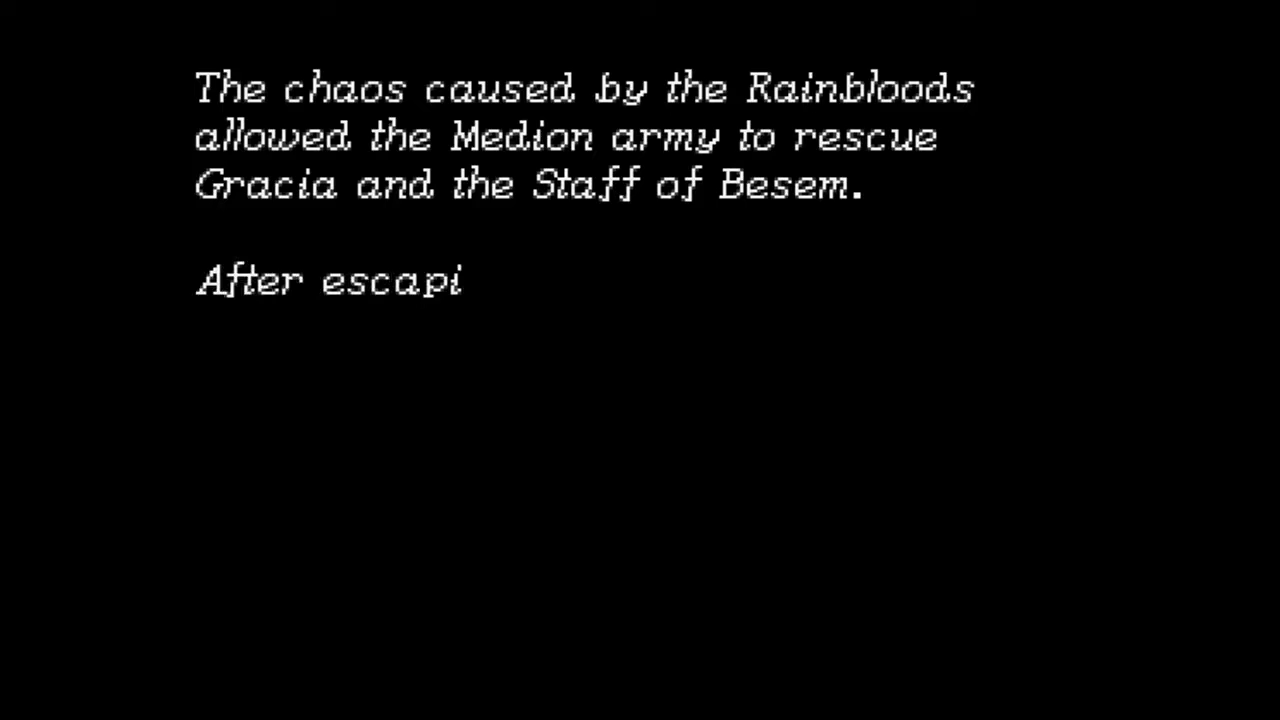 The chaos caused by the Rainbloods
allowed the Medion army to rescue
Gracia and the Staff of Besem.
After escapi